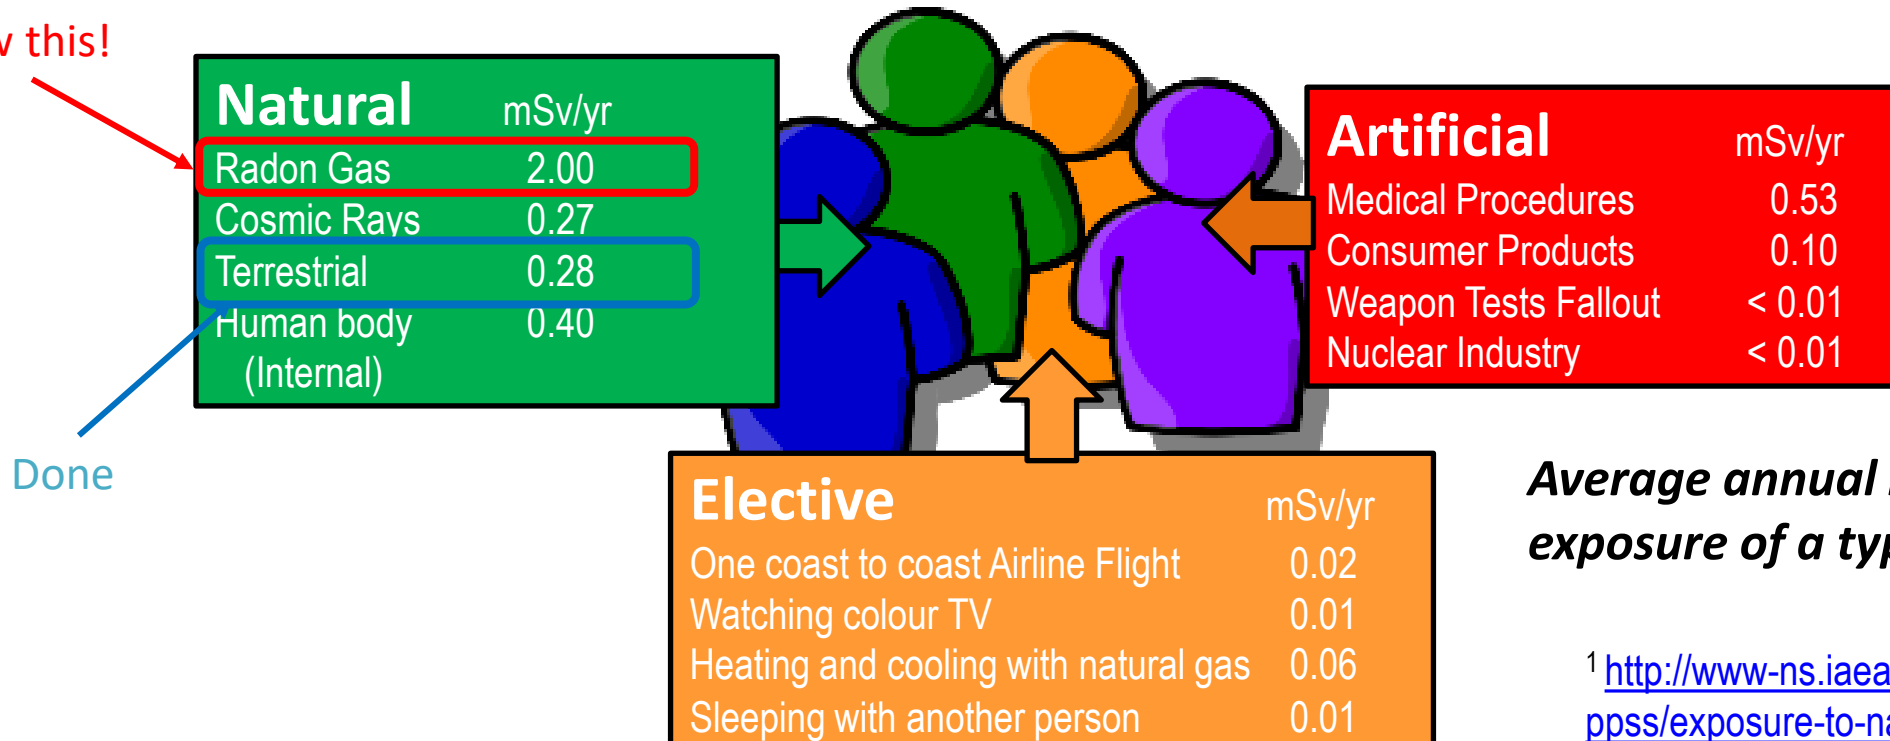 this!
Natural mSv/yr
Radon Gas 2.00
Cosmic Rays 0.27
Terrestrial 0.28
Human body 0.40
(Internal)
Done
Artificial mSv/yr
Medical Procedures 0.53
Consumer Products 0.10
Weapon Tests Fallout < 0.01
Nuclear Industry < 0.01
Elective mSv/yr
One coast to coast Airline Flight 0.02
Watching colour TV 0.01
Heating and cooling with natural gas 0.06
Sleeping with another person 0.01
Average annual
exposure of a
1 http://www-ns.iaea
ppss/exposure-to-na